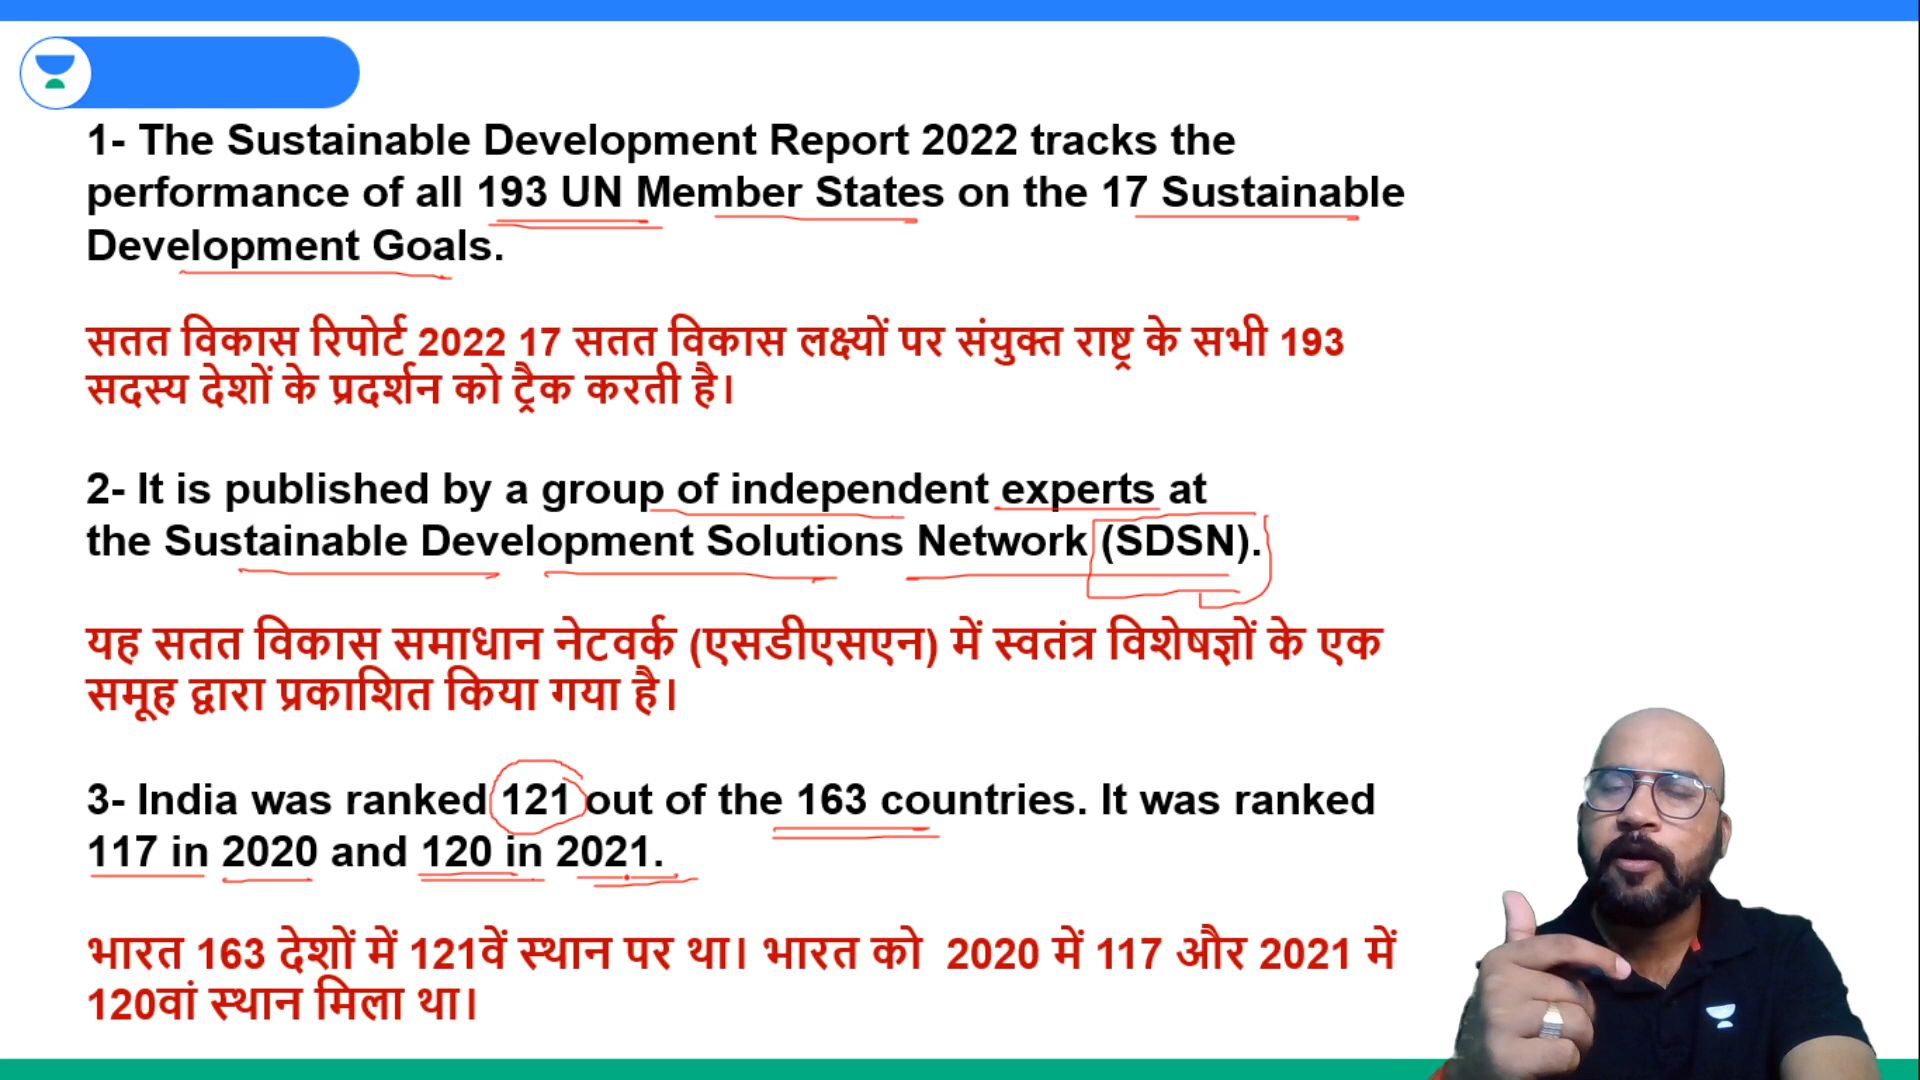 1- The Sustainable Development Report 2022 tracks the
performance of all 193 UN Member States on the 17 Sustainable
Development Goals.
सतत विकास रिपोर्ट 2022 17 सतत विकास लक्ष्यों पर संयुक्त राष्ट्र के सभी 193
सदस्य देशों के प्रदर्शन को ट्रैक करती है।
2- It is published by a group of independent experts at
the Sustainable Development Solutions Network (SDSN).
यह सतत विकास समाधान नेटवर्क (एसडीएसएन) में स्वतंत्र विशेषज्ञों के एक
समूह द्वारा प्रकाशित किया गया है।
3- India was ranked 121 out of the 163 countries. It was ranked
117 in 2020 and 120 in 2021.
भारत 163 देशों में 121वें स्थान पर था। भारत को 2020 में 117 और 2021 में
120वां स्थान मिला था।